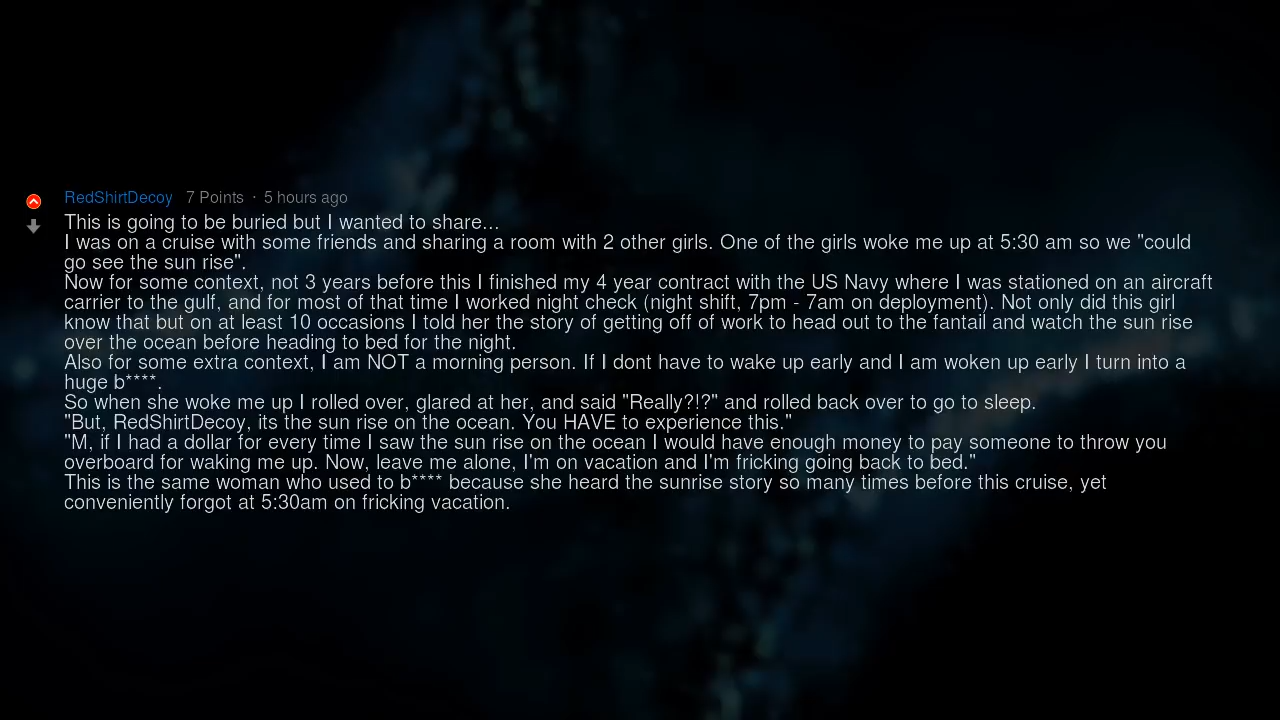 RedShirtDecoy 7 Points · 5 hours ago
This is going to be buried but I wanted to share...
I was on a cruise with some friends and sharing a room with 2 other girls. One of the girls woke me up at 5:30 am so we "could
go see the sun rise".
Now for some context, not 3 years before this I finished my 4 year contract with the US Navy where I was stationed on an aircraft
carrier to the gulf, and for most of that time I worked night check (night shift, 7pm - 7am on deployment). Not only did this girl
know that but on at least 10 occasions I told her the story of getting off of work to head out to the fantail and watch the sun rise
over the ocean before heading to bed for the night.
Also for some extra context, I am NOT a morning person. If I dont have to wake up early and I am woken up early I turn into a
huge b****.
So when she woke me up I rolled over, glared at her, and said "Really?!?" and rolled back over to go to sleep.
"But, RedShirtDecoy, its the sun rise on the ocean. You HAVE to experience this."
"M, if I had a dollar for every time I saw the sun rise on the ocean I would have enough money to pay someone to throw you
overboard for waking me up. Now, leave me alone, I'm on vacation and I'm fricking going back to bed."
This is the same woman who used to b**** because she heard the sunrise story so many times before this cruise, yet
conveniently forgot at 5:30am on fricking vacation.